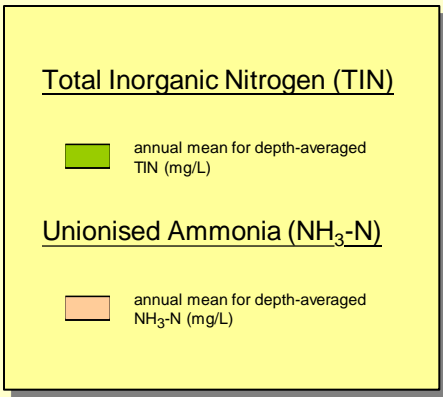 Total Inorganic Nitrogen (TIN)
annual mean for depth-averaged
TIN (mg/L)
Unionised Ammonia (NH₃-N)
annual mean for depth-averaged
NH₃-N (mg/L)